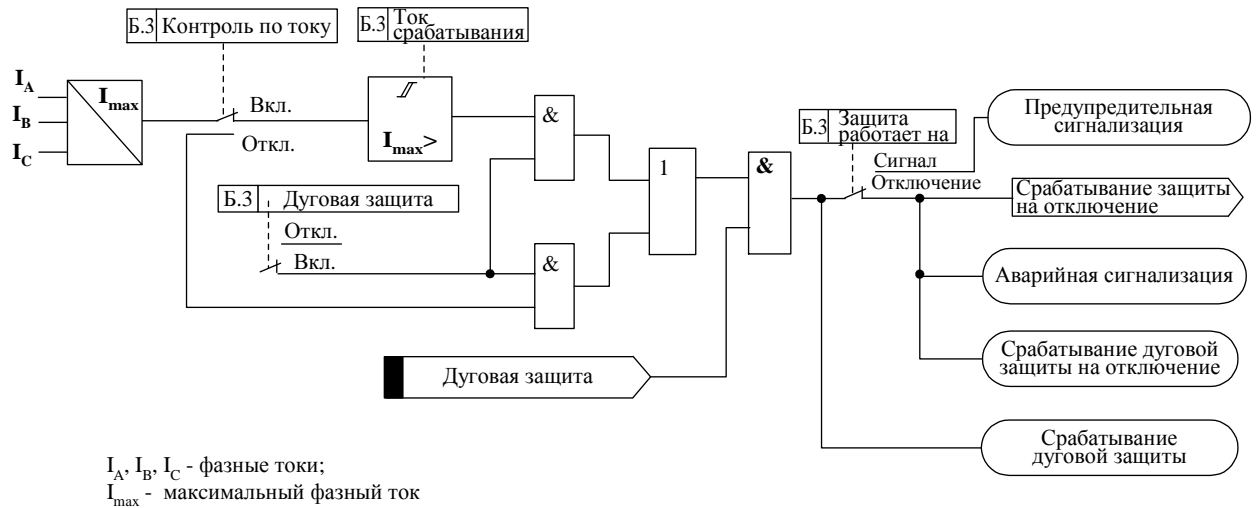 Б.3 Контроль по току
Б.3 Ток
срабатывания
I_A
I_B
I_C
I_max
Вкл.
Откл.
I_max>
&
Б.3 Дуговая защита
Откл.
Вкл.
&
1
&
Дуговая защита
Б.3 Защита
работает на
Сигнал
Отключение
Предупредительная
сигнализация
Срабатывание защиты
на отключение
Аварийная сигнализация
Срабатывание дуговой
защиты на отключение
Срабатывание
дуговой защиты
I_A, I_B, I_C - фазные токи;
I_max - максимальный фазный ток